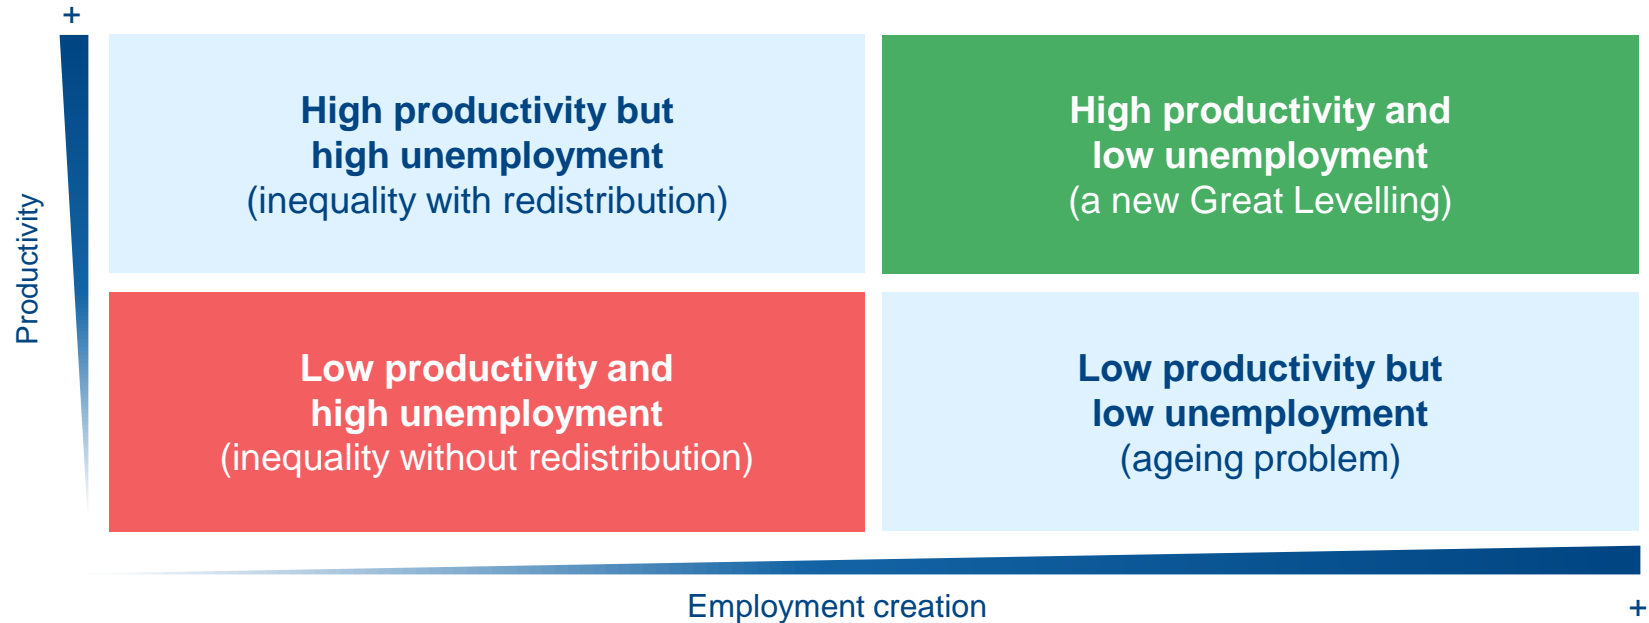 +
High productivity but
high unemployment
(inequality with redistribution)
High productivity and
low unemployment
(a new Great Levelling)
Productivity
Low productivity and
high unemployment
(inequality without redistribution)
Low productivity but
low unemployment
(ageing problem)
Employment creation
+